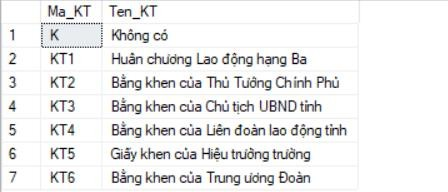 Ma_KT Ten_KT
1 K Không có
2 KT1 Huân chương Lao động hạng Ba
3 KT2 Bằng khen của Thủ Tướng Chính Phủ
4 KT3 Bằng khen của Chủ tịch UBND tỉnh
5 KT4 Bằng khen của Liên đoàn lao động tỉnh
6 KT5 Giấy khen của Hiệu trưởng trường
7 KT6 Bằng khen của Trung ương Đoàn